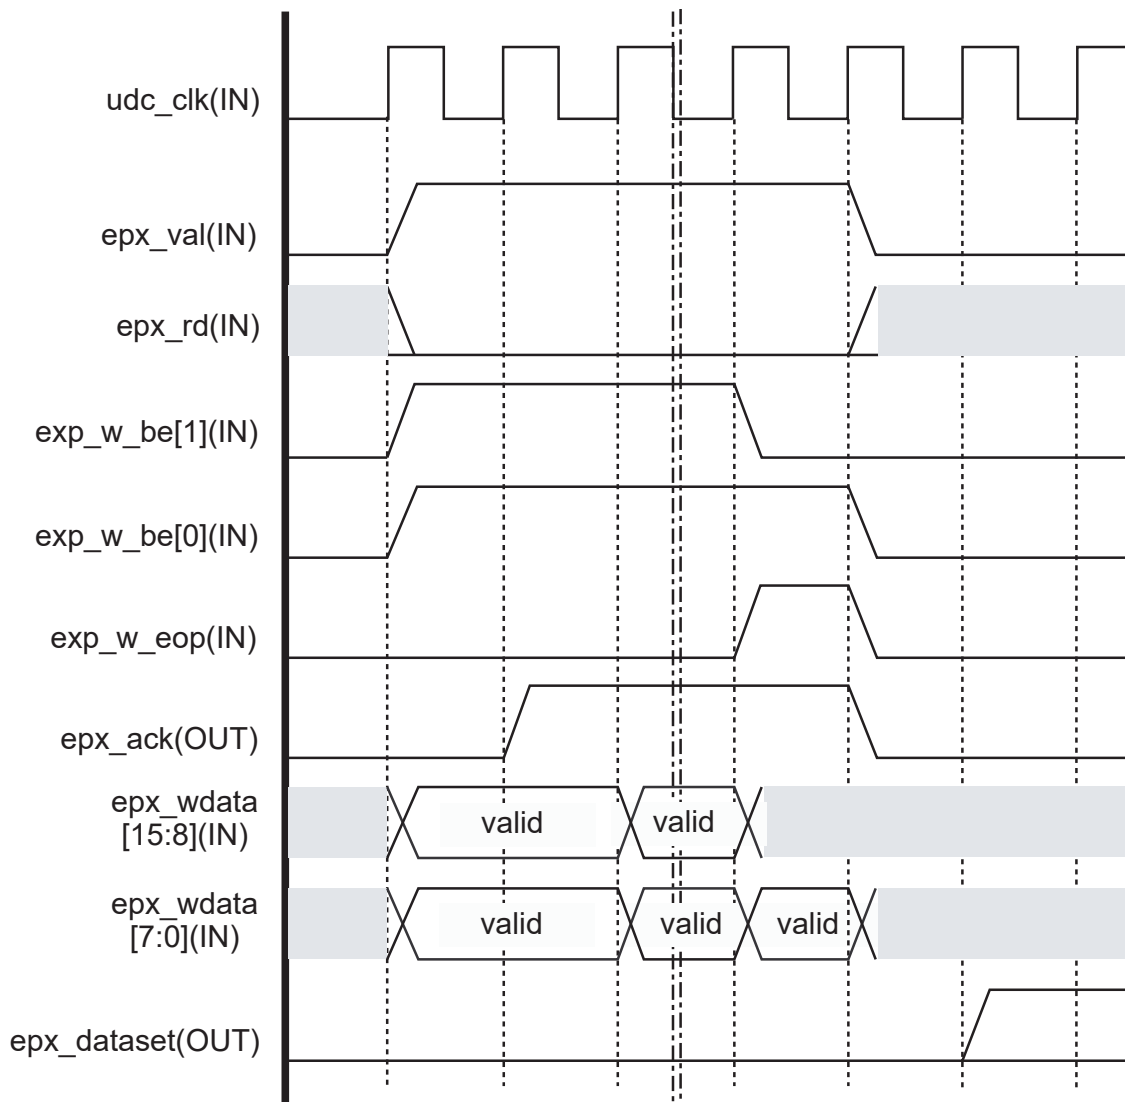 udc_clk(IN)
epx_val(IN)
epx_rd(IN)
exp_w_be[1](IN)
exp_w_be[0](IN)
exp_w_eop(IN)
epx_ack(OUT)
epx_wdata
[15:8](IN)
valid valid
epx_wdata
[7:0](IN)
valid valid valid
epx_dataset(OUT)